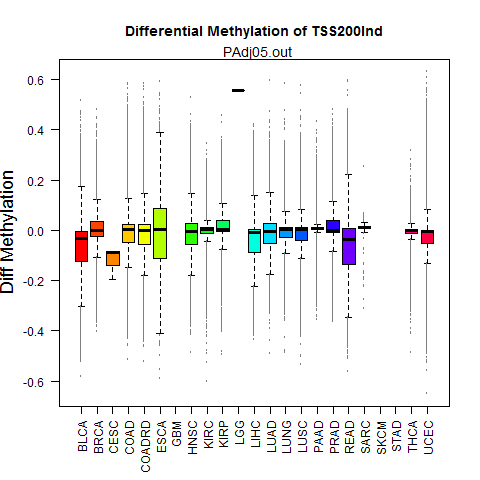 Differential Methylation of TSS200Ind
PAdj05.out
Diff Methylation
0.6
0.4
0.2
0.0
-0.2
-0.4
-0.6
BLCA
BRCA
CESC
COAD
COADRD
ESCA
GBM
HNSC
KIRC
KIRP
LGG
LIHC
LUAD
LUNG
LUSC
PAAD
PRAD
READ
SARC
SKCM
STAD
THCA
UCEC